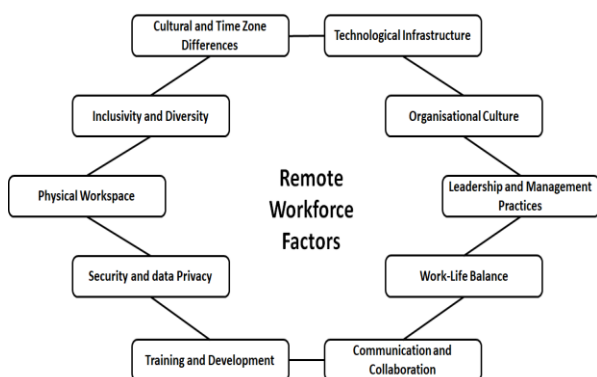 Cultural and Time Zone
Differences
Technological Infrastructure
Inclusivity and Diversity
Organisational Culture
Physical Workspace
Remote
Workforce
Factors
Leadership and Management
Practices
Security and data Privacy
Work-Life Balance
Training and Development
Communication and
Collaboration